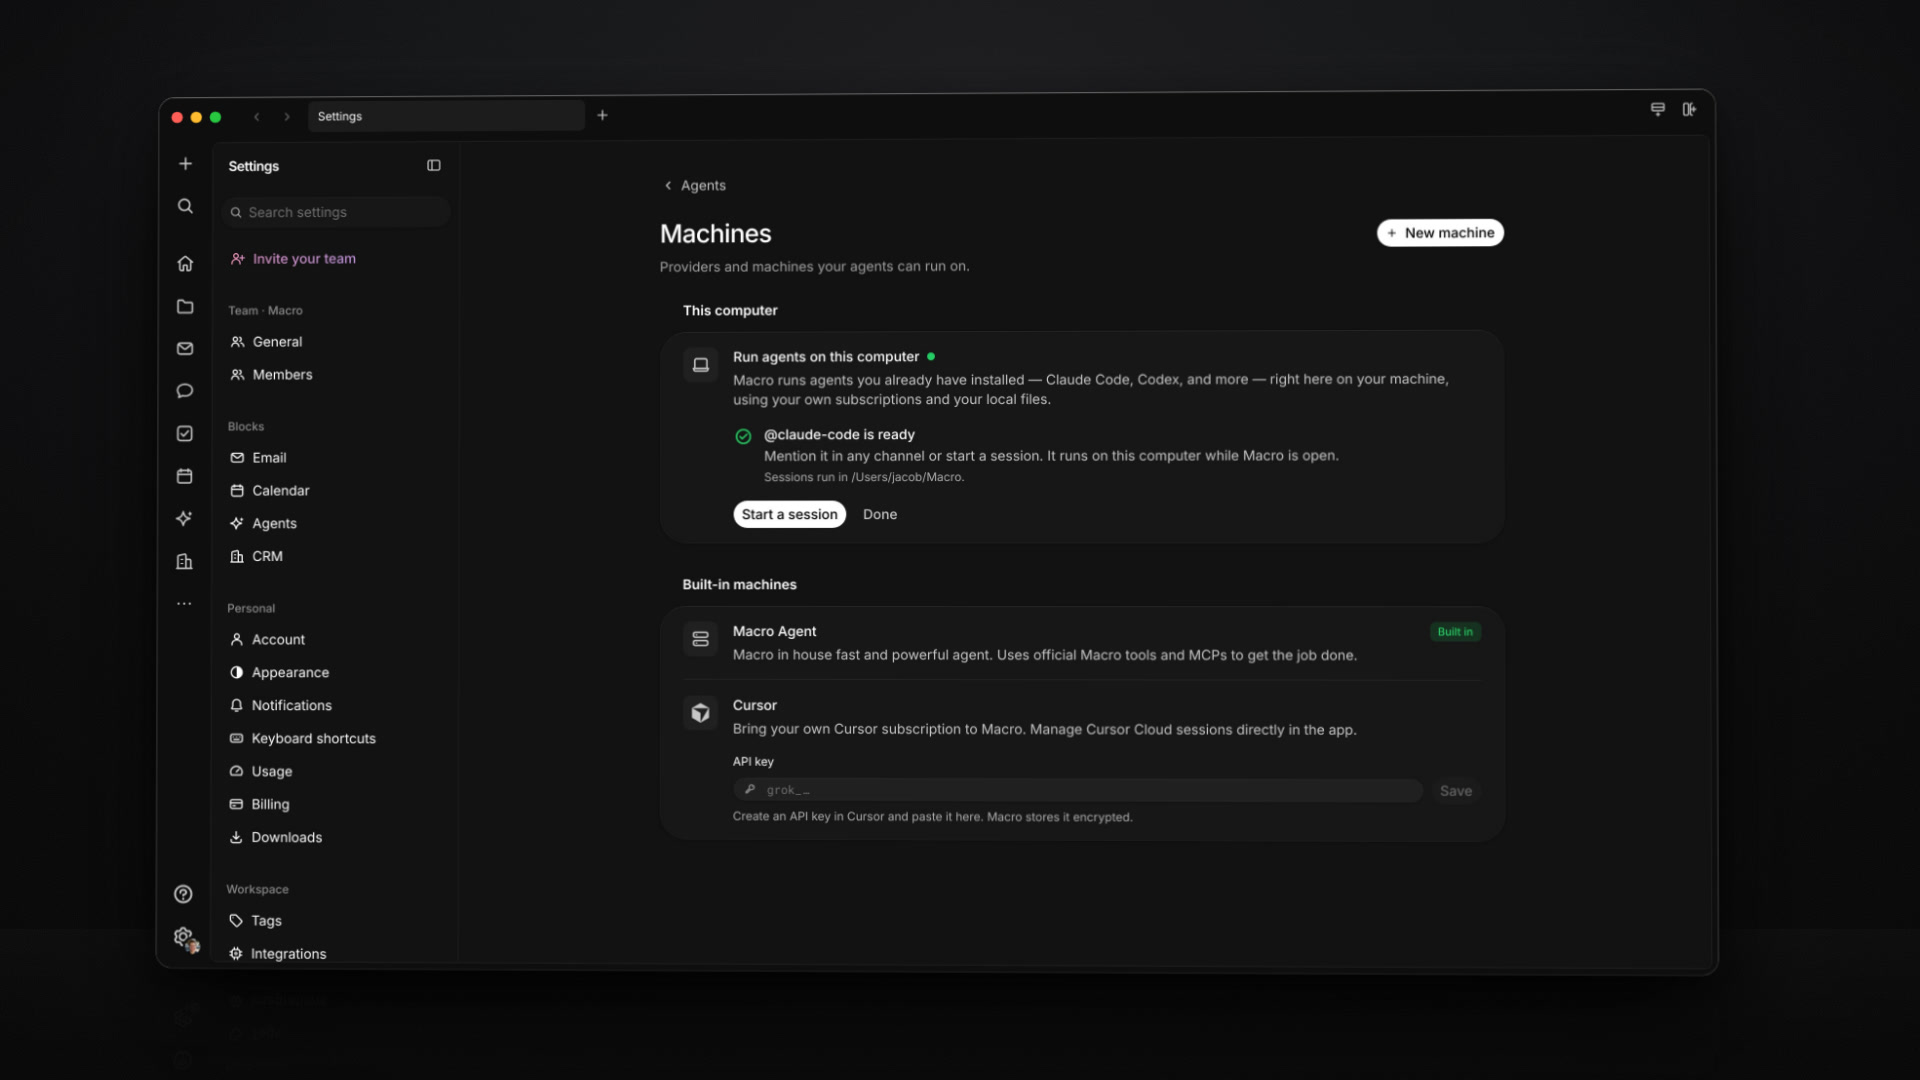 Settings
Settings
Search settings
Invite your team
Team · Macro
General
Members
Blocks
Email
Calendar
Agents
CRM
Personal
Account
Appearance
Notifications
Keyboard shortcuts
Usage
Billing
Downloads
Workspace
Tags
Integrations
Agents
Machines
New machine
Providers and machines your agents can run on.
This computer
Run agents on this computer
Macro runs agents you already have installed — Claude Code, Codex, and more — right here on your machine,
using your own subscriptions and your local files.
@claude-code is ready
Mention it in any channel or start a session. It runs on this computer while Macro is open.
Sessions run in /Users/jacob/Macro.
Start a session
Done
Built-in machines
Macro Agent
Built in
Macro in house fast and powerful agent. Uses official Macro tools and MCPs to get the job done.
Cursor
Bring your own Cursor subscription to Macro. Manage Cursor Cloud sessions directly in the app.
API key
grok_…
Save
Create an API key in Cursor and paste it here. Macro stores it encrypted.